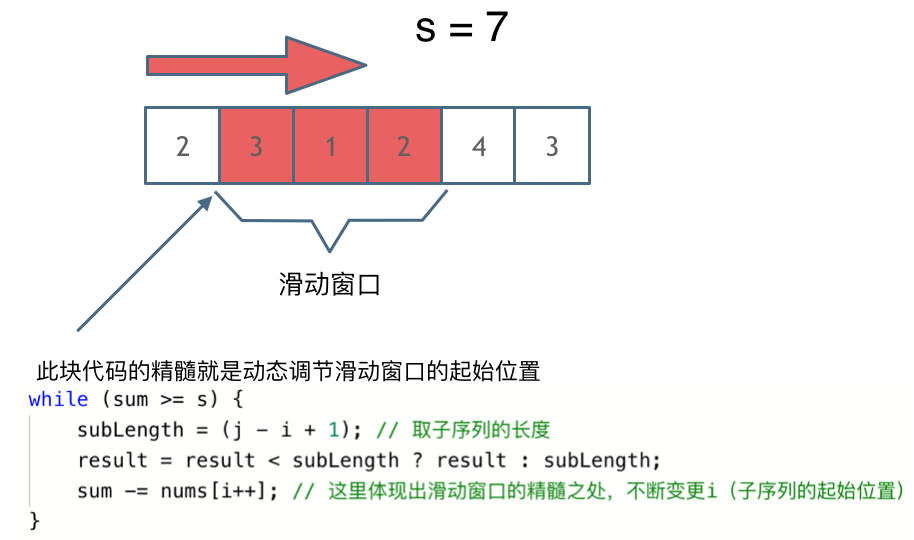 s = 7
2 3 1 2 4 3
滑动窗口
此块代码的精髓就是动态调节滑动窗口的起始位置
while (sum >= s) {
    subLength = (j - i + 1); // 取子序列的长度
    result = result < subLength ? result : subLength;
    sum -= nums[i++]; // 这里体现出滑动窗口的精髓之处，不断变更i（子序列的起始位置）
}